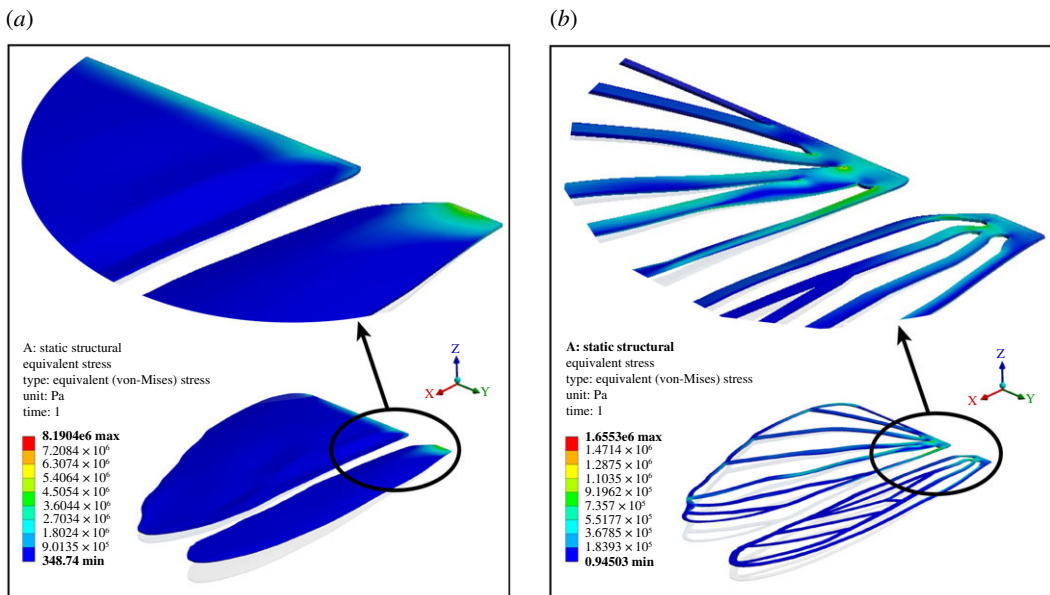 (a)
A: static structural
equivalent stress
type: equivalent (von-Mises) stress
unit: Pa
time: 1
Z
X
Y
8.1904e6 max
7.2084 × 10⁶
6.3074 × 10⁶
5.4064 × 10⁶
4.5054 × 10⁶
3.6044 × 10⁶
2.7034 × 10⁶
1.8024 × 10⁶
9.0135 × 10⁵
348.74 min
(b)
A: static structural
equivalent stress
type: equivalent (von-Mises) stress
unit: Pa
time: 1
Z
X
Y
1.6553e6 max
1.4714 × 10⁶
1.2875 × 10⁶
1.1035 × 10⁶
9.1962 × 10⁵
7.357 × 10⁵
5.5177 × 10⁵
3.6785 × 10⁵
1.8393 × 10⁵
0.94503 min